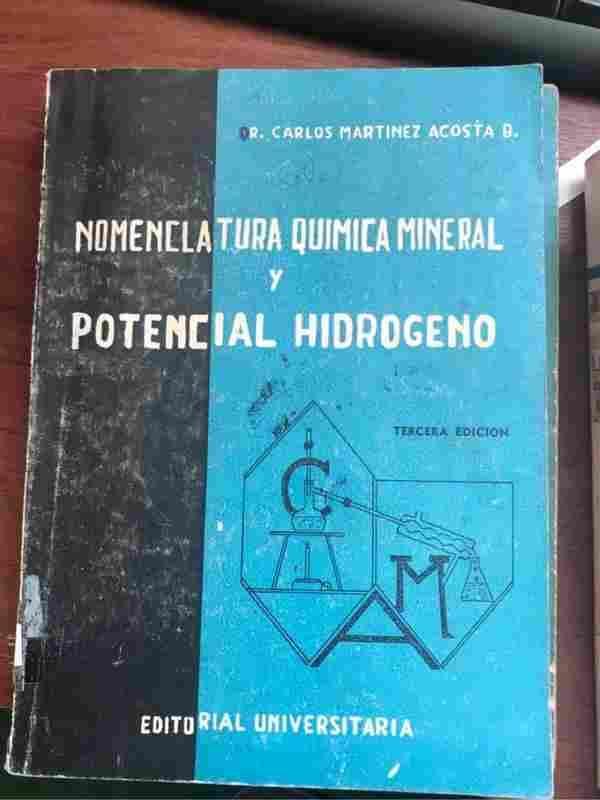 DR. CARLOS MARTINEZ ACOSTA B.
NOMENCLATURA QUIMICA MINERAL
y
POTENCIAL HIDROGENO
TERCERA EDICION
C
M
A
EDITORIAL UNIVERSITARIA